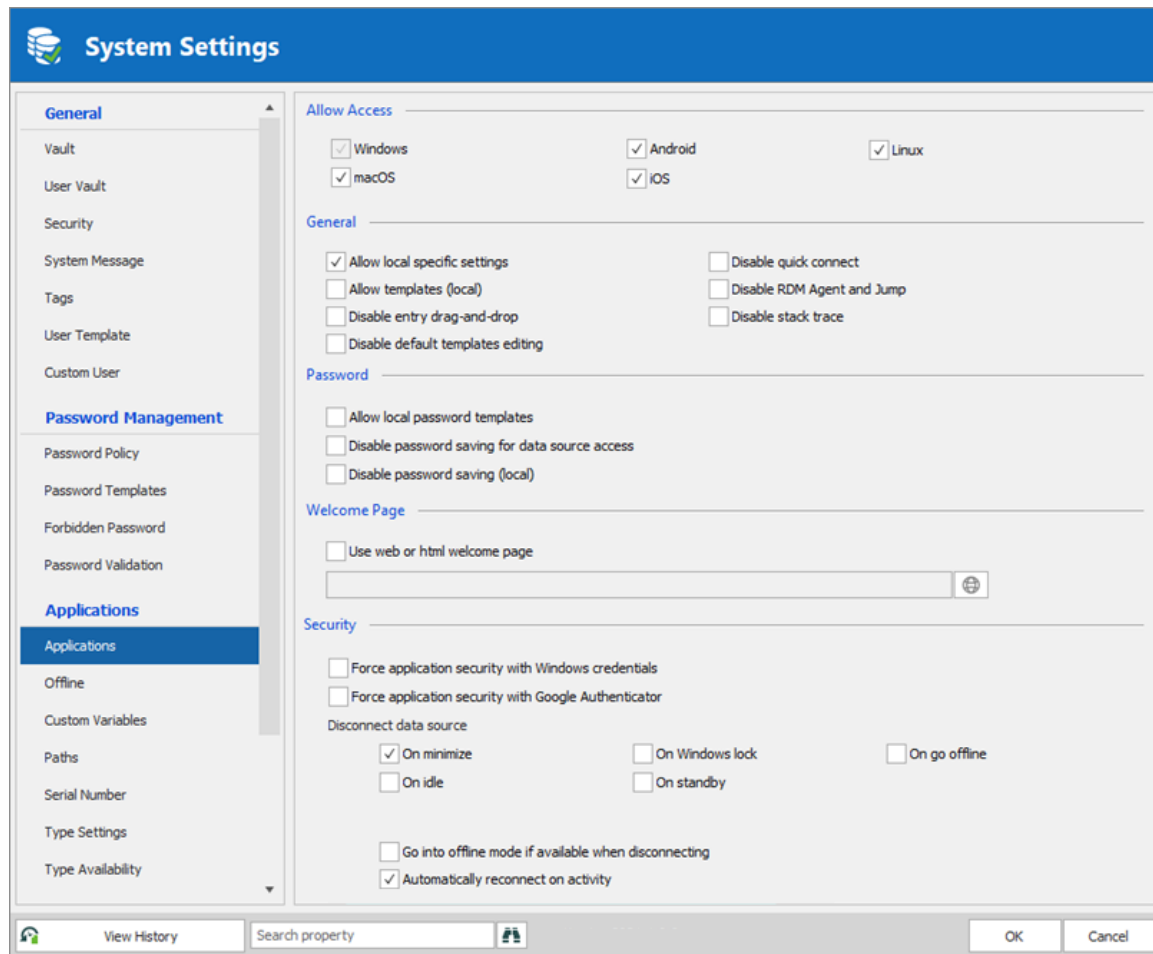 System Settings
General
Vault
User Vault
Security
System Message
Tags
User Template
Custom User
Password Management
Password Policy
Password Templates
Forbidden Password
Password Validation
Applications
Applications
Offline
Custom Variables
Paths
Serial Number
Type Settings
Type Availability
Allow Access
Windows Android Linux
macOS iOS
General
Allow local specific settings Disable quick connect
Allow templates (local) Disable RDM Agent and Jump
Disable entry drag-and-drop Disable stack trace
Disable default templates editing
Password
Allow local password templates
Disable password saving for data source access
Disable password saving (local)
Welcome Page
Use web or html welcome page
Security
Force application security with Windows credentials
Force application security with Google Authenticator
Disconnect data source
On minimize On Windows lock On go offline
On idle On standby
Go into offline mode if available when disconnecting
Automatically reconnect on activity
View History Search property OK Cancel